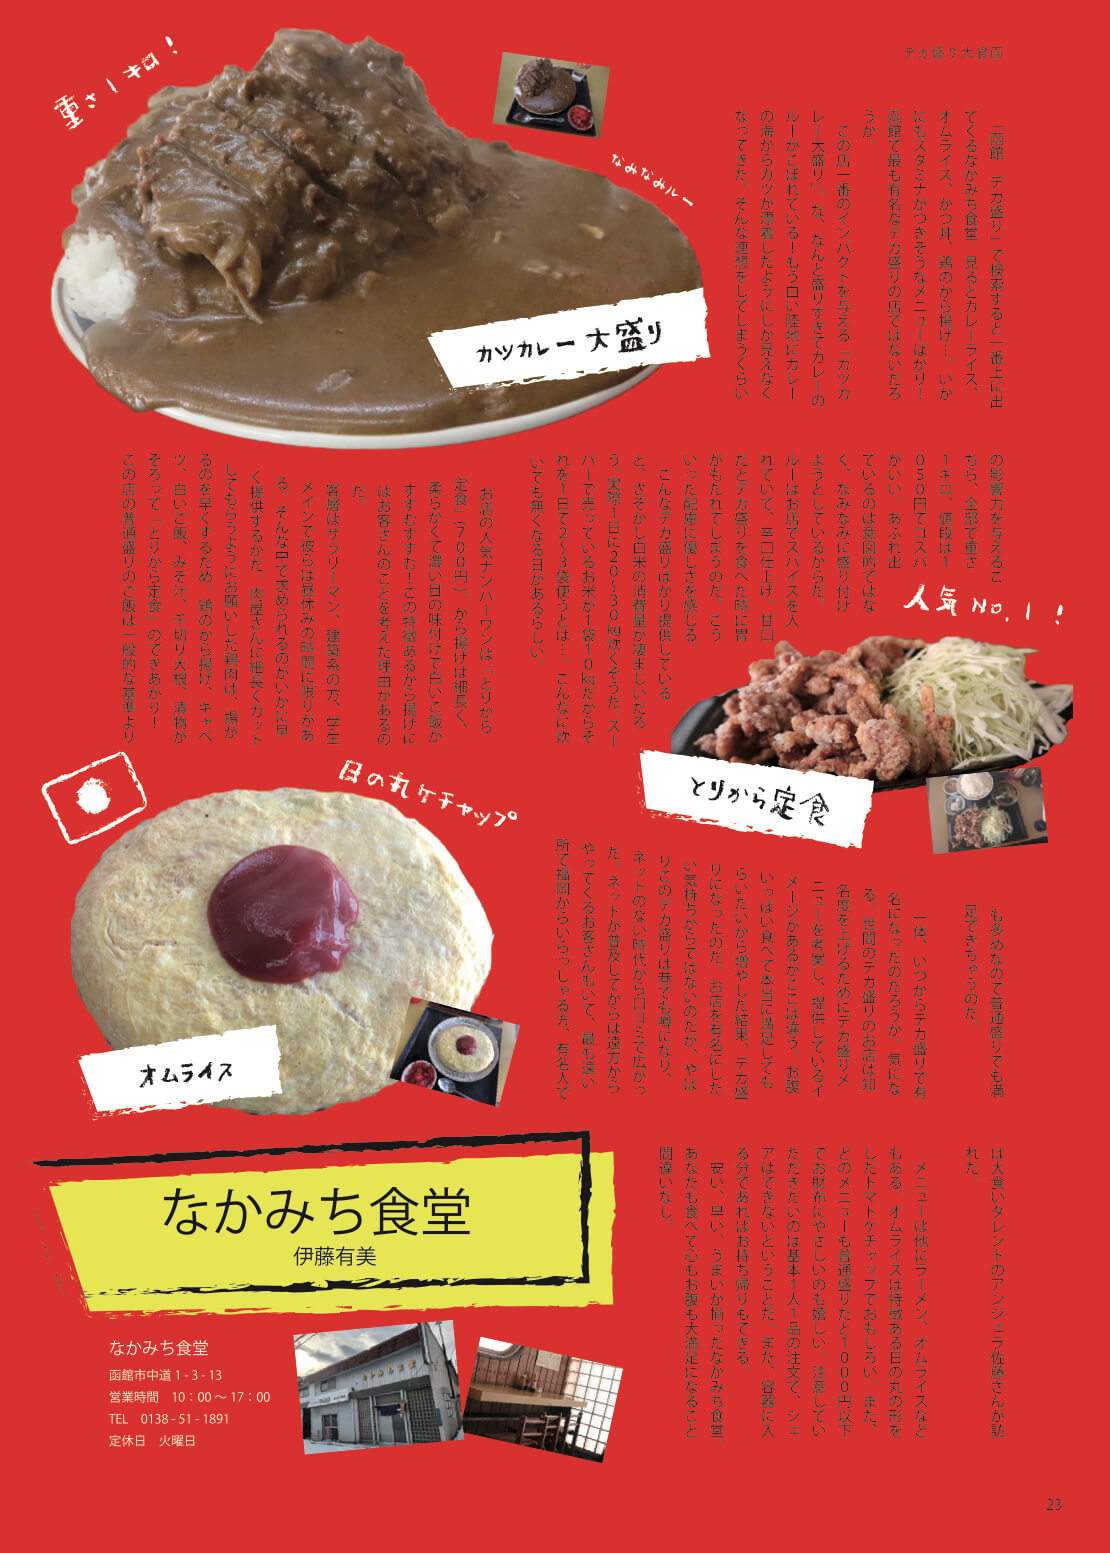 デカ盛り大食函
重さ1キロ！
なみなみルー
カツカレー大盛り
「函館　デカ盛り」で検索すると一番上に出
てくるなかみち食堂。見るとカレーライス、
オムライス、かつ丼、鶏のから揚げ…。いか
にもスタミナがつきそうなメニューばかり！
函館で最も有名なデカ盛りの店ではないだろ
うか。
この店一番のインパクトを与える「カツカ
レー大盛り」。な、なんと盛りすぎてカレーの
ルーがこぼれている！もう白い陸地にカレー
の海からカツが漂着したようにしか見えなく
なってきた。そんな連想をしてしまうくらい
の影響力を与えるこ
ちら、全部で重さ
1キロ、値段は1
050円でコスパ
がいい。あふれ出
ているのは意図的ではな
く、なみなみに盛り付け
ようとしているからだ。
ルーはお店でスパイスを入
れていて、辛口仕上げ。甘口
だとデカ盛りを食べた時に胃
がもたれてしまうのだ。こう
いった配慮に優しさを感じる。
こんなデカ盛りばかり提供している
と、さぞかし白米の消費量が凄ましいだろ
う。実際1日に20〜30㎏炊くそうだ。スー
パーで売っているお米が1袋10㎏だからそ
れを1日で2〜3袋使うとは…。こんなに炊
いても無くなる日があるらしい。
お店の人気ナンバーワンは「とりから
定食」（700円）。から揚げは細長く、
柔らかくて濃い目の味付けで白いご飯が
すすむすすむ！この特徴あるから揚げに
はお客さんのことを考えた理由があるの
だ。
客層はサラリーマン、建築系の方、学生
メインで彼らは昼休みの時間に限りがあ
る。そんな中で求められるのがいかに早
く提供するかだ。肉屋さんに細長くカット
してもらうようにお願いした鶏肉は、揚が
るのを早くするため。鶏のから揚げ、キャベ
ツ、白いご飯、みそ汁、千切り大根、漬物が
そろって「とりから定食」のできあがり！
この店の普通盛りのご飯は一般的な基準より
人気No.1！
とりから定食
日の丸ケチャップ
オムライス
も多めなので普通盛りでも満
足できちゃうのだ。
一体、いつからデカ盛りで有
名になったのだろうか。気にな
る。世間のデカ盛りのお店は知
名度を上げるためにデカ盛りメ
ニューを考案し、提供しているイ
メージがあるがここは違う。お腹
いっぱい食べて本当に満足しても
らいたいから増やした結果、デカ盛
りになったのだ。お店を有名にした
い気持ちからではないのだが、やは
りこのデカ盛りは巷でも噂になり、
ネットのない時代から口コミで広がっ
た。ネットが普及してからは遠方から
やってくるお客さんもいて、最も遠い
所で福岡からいらっしゃる方、有名人で
は大食いタレントのアンジェラ佐藤さんが訪
れた。
メニューは他にラーメン、オムライスなど
もある。オムライスは特徴ある日の丸の形を
したトマトケチャップでおもしろい。また、
どのメニューも普通盛りだと1000円以下
でお財布にやさしいのも嬉しい。注意してい
ただきたいのは基本1人1品の注文で、シェ
アはできないということだ。また、容器に入
る分であればお持ち帰りもできる。
安い、早い、うまいが揃ったなかみち食堂。
あなたも食べて心もお腹も大満足になること
間違いなし。
なかみち食堂
伊藤有美
なかみち食堂
函館市中道1-3-13
営業時間　10：00〜17：00
TEL　0138-51-1891
定休日　火曜日
23